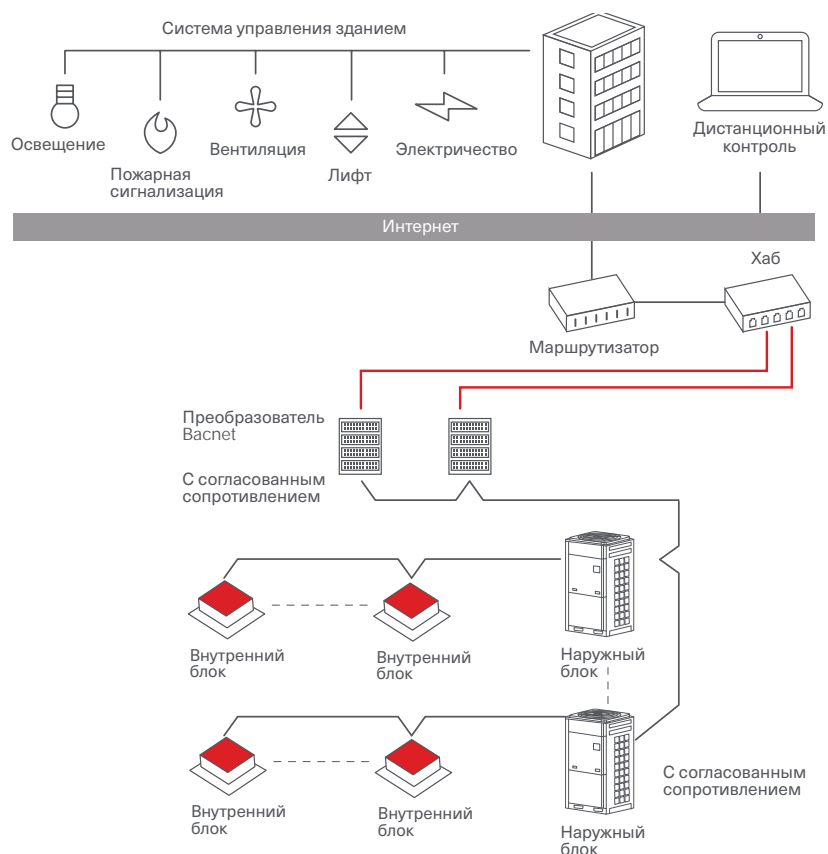 Система управления зданием
Освещение
Пожарная
сигнализация
Вентиляция
Лифт
Электричество
Дистанционный
контроль
Интернет
Хаб
Маршрутизатор
Преобразователь
Bacnet
С согласованным
сопротивлением
Внутренний
блок
Внутренний
блок
Наружный
блок
Внутренний
блок
Внутренний
блок
Наружный
блок
С согласованным
сопротивлением